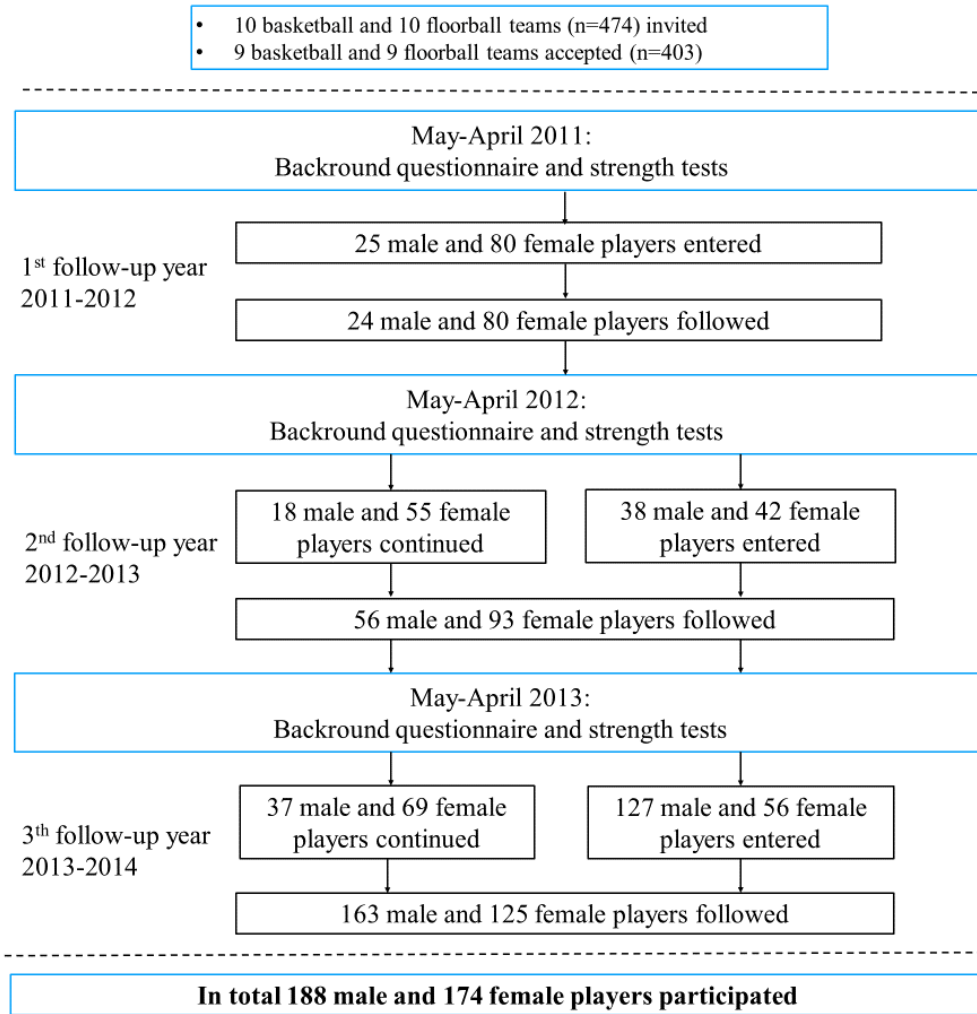 • 10 basketball and 10 floorball teams (n=474) invited
• 9 basketball and 9 floorball teams accepted (n=403)
May-April 2011:
Backround questionnaire and strength tests
1st follow-up year
2011-2012
25 male and 80 female players entered
24 male and 80 female players followed
May-April 2012:
Backround questionnaire and strength tests
2nd follow-up year
2012-2013
18 male and 55 female
players continued
38 male and 42 female
players entered
56 male and 93 female players followed
May-April 2013:
Backround questionnaire and strength tests
3th follow-up year
2013-2014
37 male and 69 female
players continued
127 male and 56 female
players entered
163 male and 125 female players followed
In total 188 male and 174 female players participated